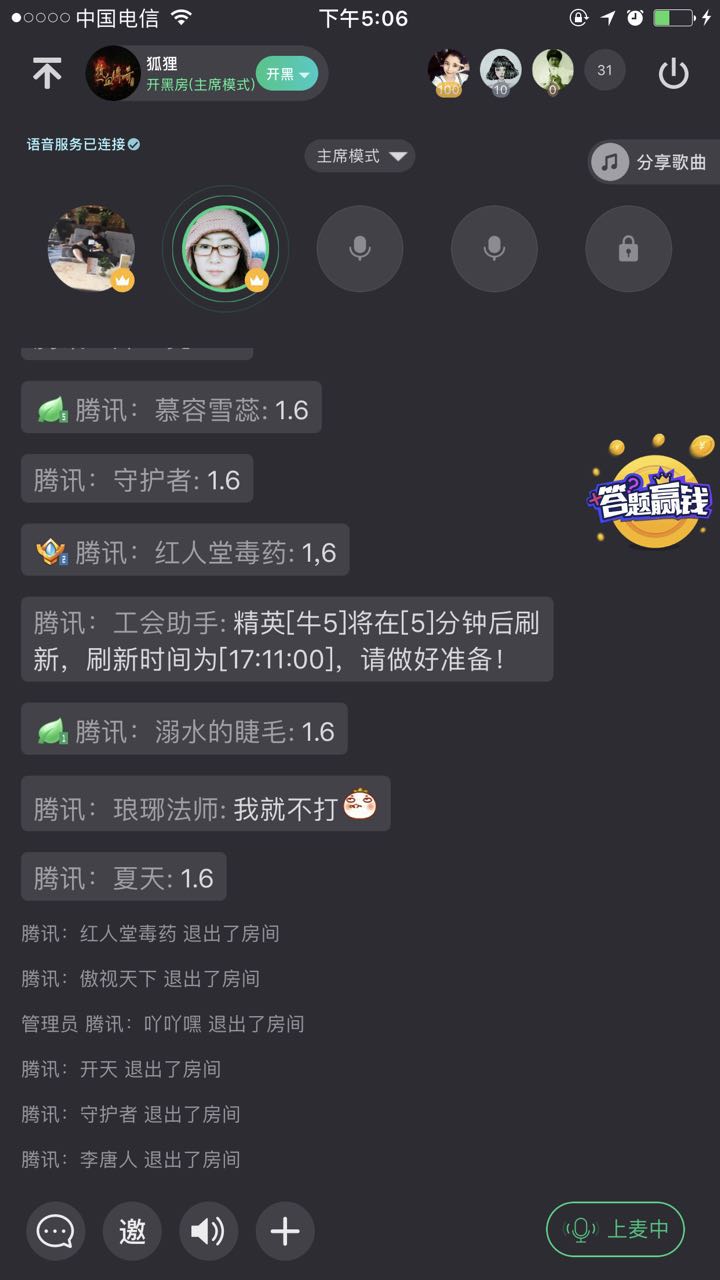 中国电信
下午5:06
狐狸
开黑房(主席模式)
开黑
100
10
0
31
语音服务已连接
主席模式
分享歌曲
5 腾讯：慕容雪蕊: 1.6
腾讯：守护者: 1.6
答题赢钱
2 腾讯：红人堂毒药: 1,6
腾讯：工会助手: 精英[牛5]将在[5]分钟后刷
新，刷新时间为[17:11:00]，请做好准备！
1 腾讯：溺水的睫毛: 1.6
腾讯：琅琊法师: 我就不打
腾讯：夏天: 1.6
腾讯：红人堂毒药 退出了房间
腾讯：傲视天下 退出了房间
管理员 腾讯：吖吖嘿 退出了房间
腾讯：开天 退出了房间
腾讯：守护者 退出了房间
腾讯：李唐人 退出了房间
邀
上麦中